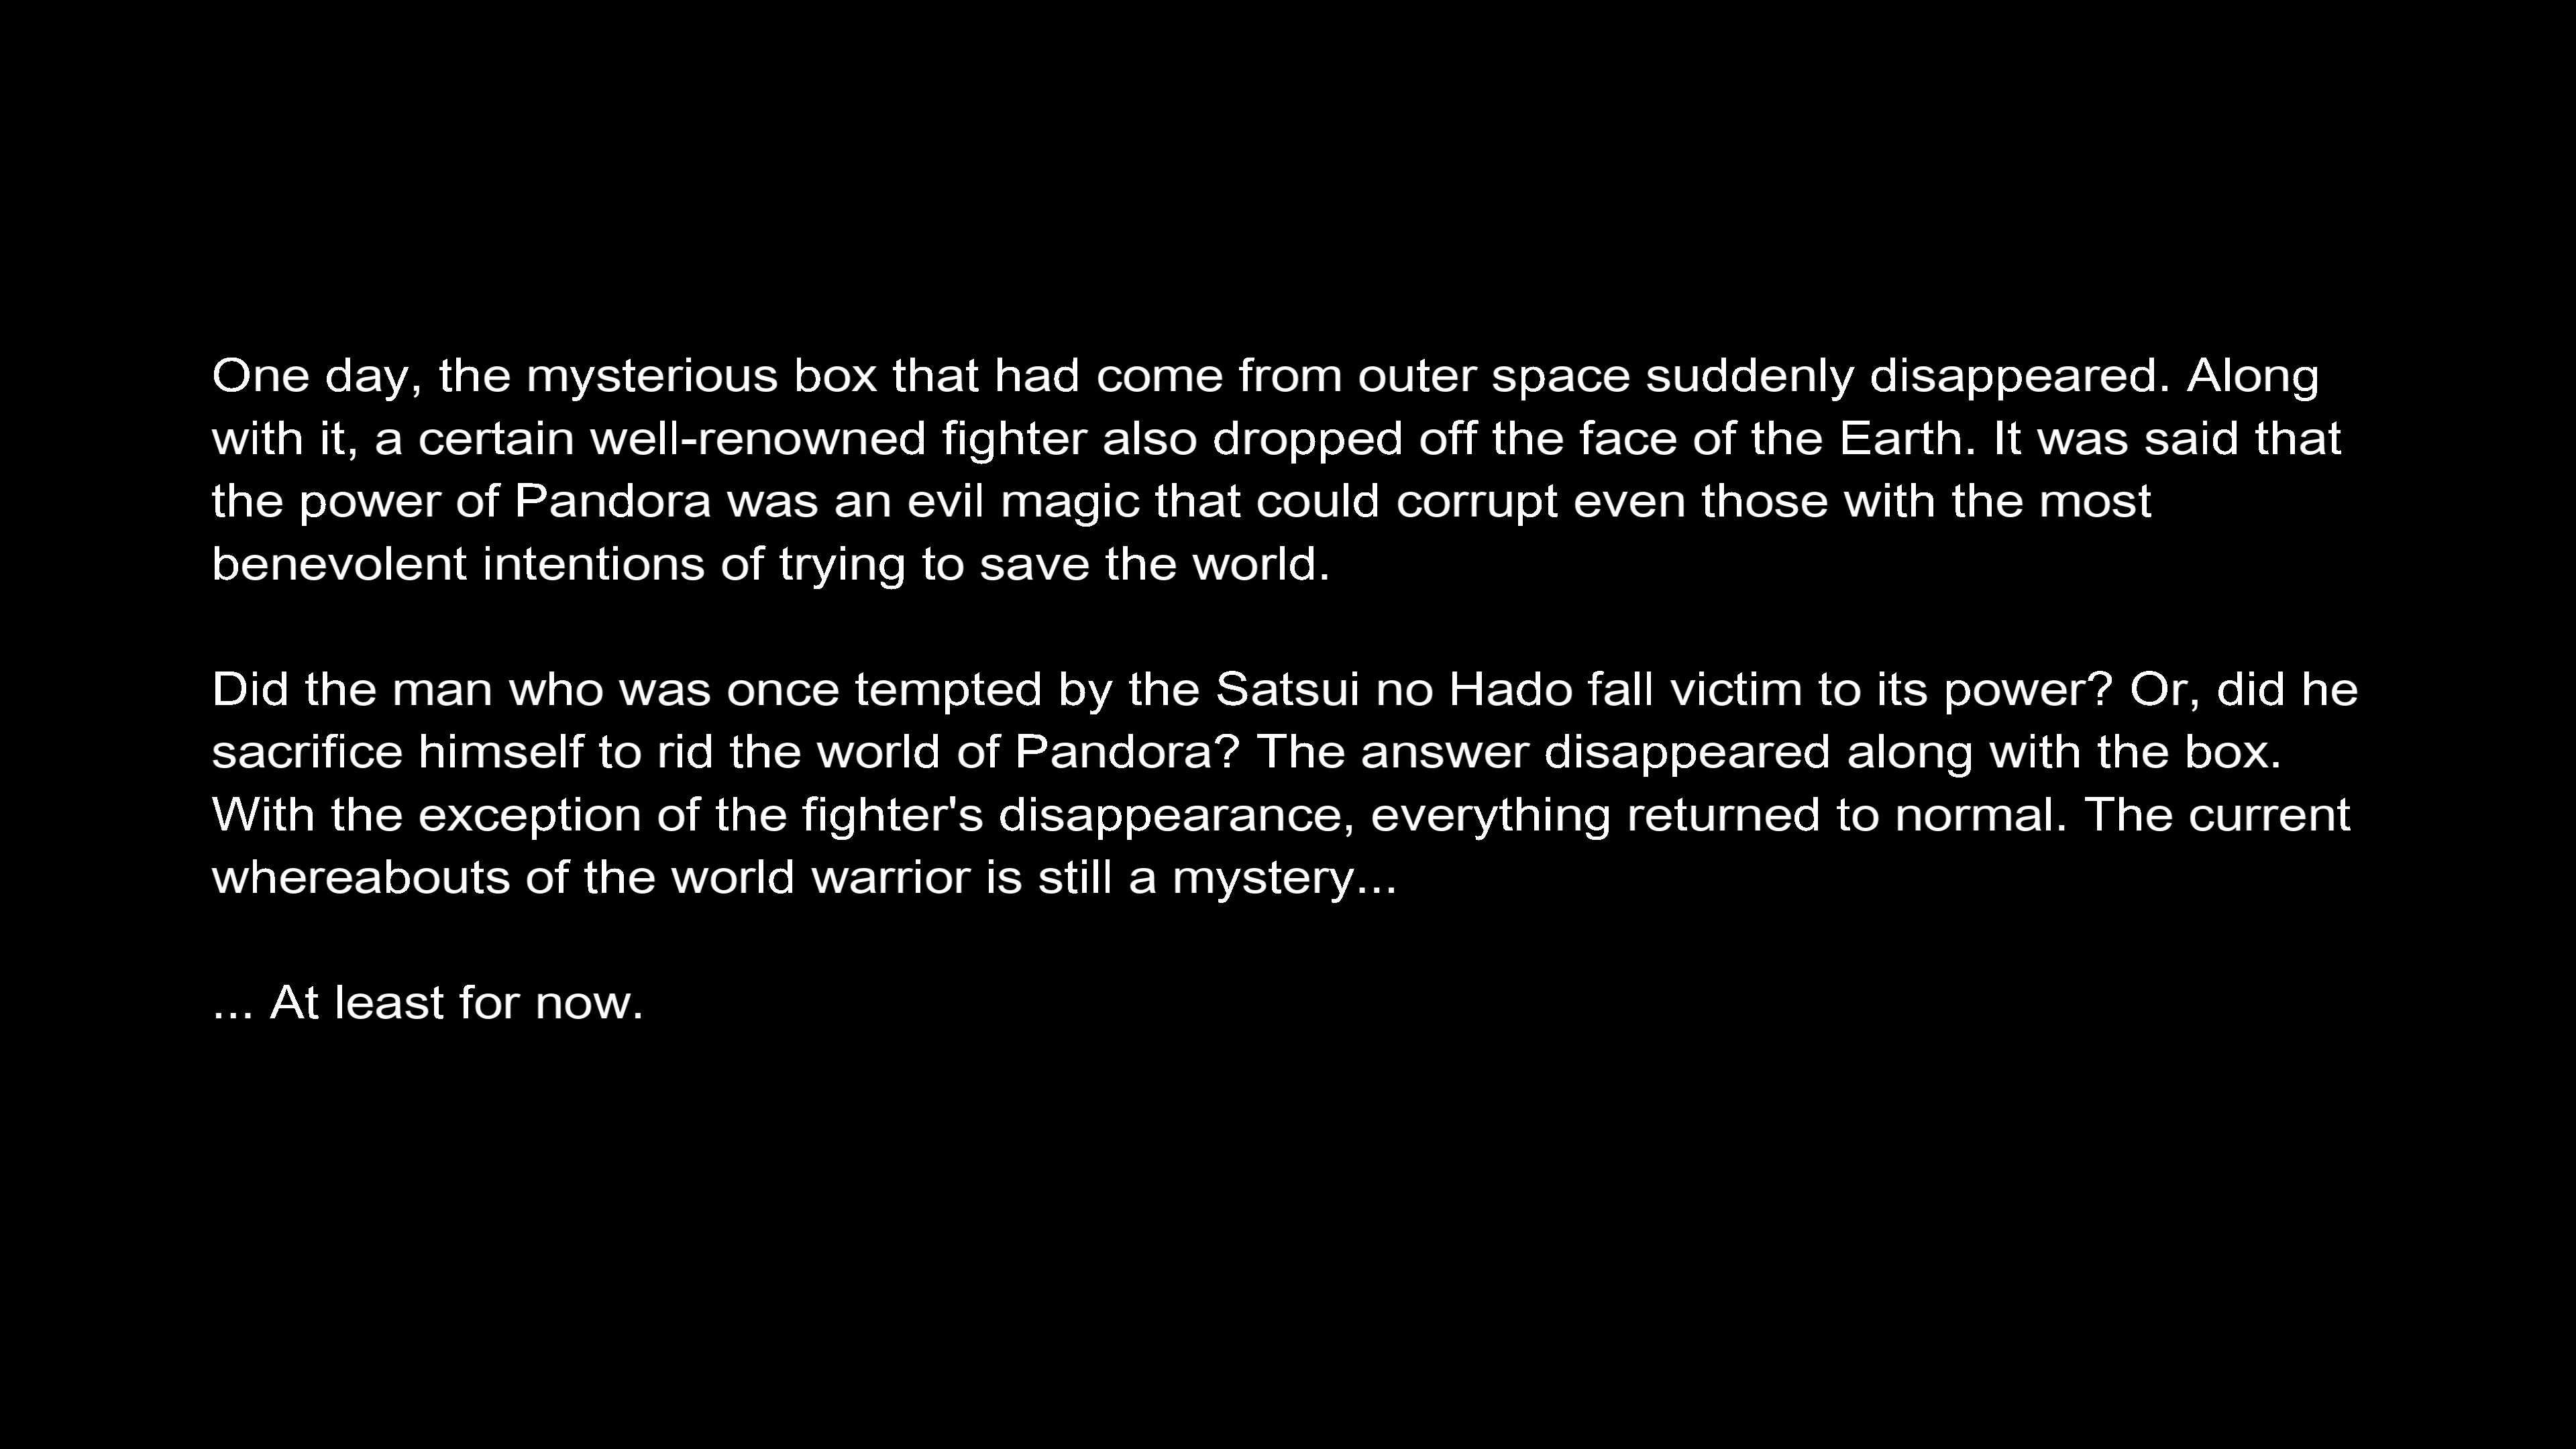 One day, the mysterious box that had come from outer space suddenly disappeared. Along
with it, a certain well-renowned fighter also dropped off the face of the Earth. It was said that
the power of Pandora was an evil magic that could corrupt even those with the most
benevolent intentions of trying to save the world.
Did the man who was once tempted by the Satsui no Hado fall victim to its power? Or, did he
sacrifice himself to rid the world of Pandora? The answer disappeared along with the box.
With the exception of the fighter's disappearance, everything returned to normal. The current
whereabouts of the world warrior is still a mystery...
... At least for now.